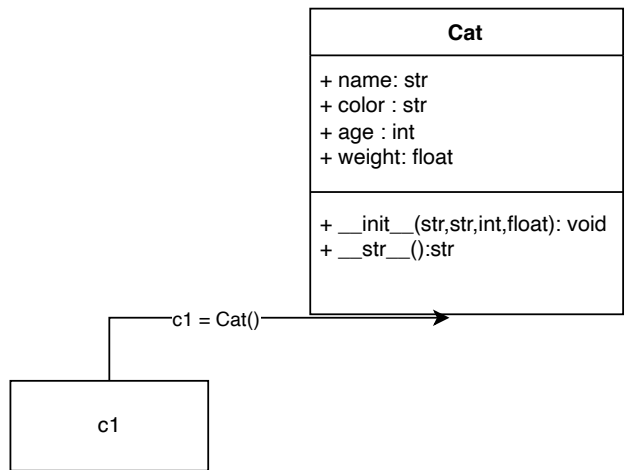 Cat
+ name: str
+ color : str
+ age : int
+ weight: float
+ __init__(str,str,int,float): void
+ __str__():str
c1 = Cat()
c1